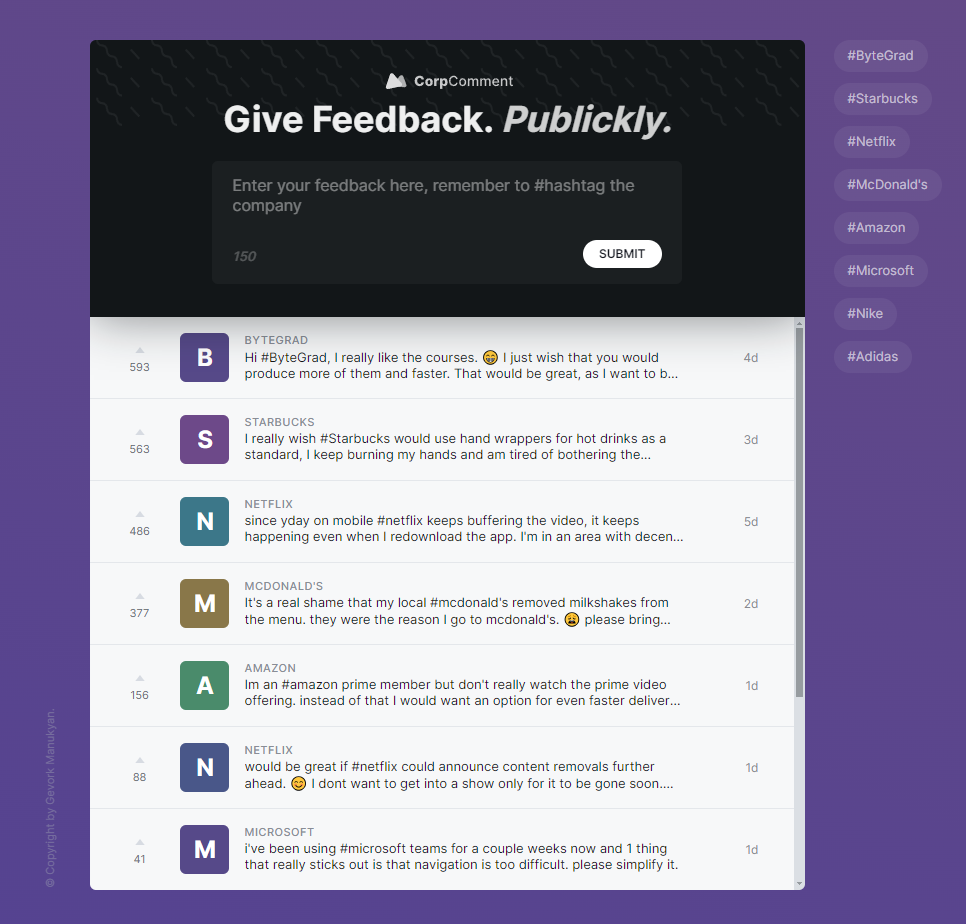 CorpComment
Give Feedback. Publickly.
Enter your feedback here, remember to #hashtag the
company
150
SUBMIT
593
B
BYTEGRAD
Hi #ByteGrad, I really like the courses. 😁 I just wish that you would
produce more of them and faster. That would be great, as I want to b...
4d
563
S
STARBUCKS
I really wish #Starbucks would use hand wrappers for hot drinks as a
standard, I keep burning my hands and am tired of bothering the...
3d
486
N
NETFLIX
since yday on mobile #netflix keeps buffering the video, it keeps
happening even when I redownload the app. I'm in an area with decen...
5d
377
M
MCDONALD'S
It's a real shame that my local #mcdonald's removed milkshakes from
the menu. they were the reason I go to mcdonald's. 😩 please bring...
2d
156
A
AMAZON
Im an #amazon prime member but don't really watch the prime video
offering. instead of that I would want an option for even faster deliver...
1d
88
N
NETFLIX
would be great if #netflix could announce content removals further
ahead. 😊 I dont want to get into a show only for it to be gone soon....
1d
41
M
MICROSOFT
i've been using #microsoft teams for a couple weeks now and 1 thing
that really sticks out is that navigation is too difficult. please simplify it.
1d
#ByteGrad
#Starbucks
#Netflix
#McDonald's
#Amazon
#Microsoft
#Nike
#Adidas
© Copyright by Gevork Manukyan.